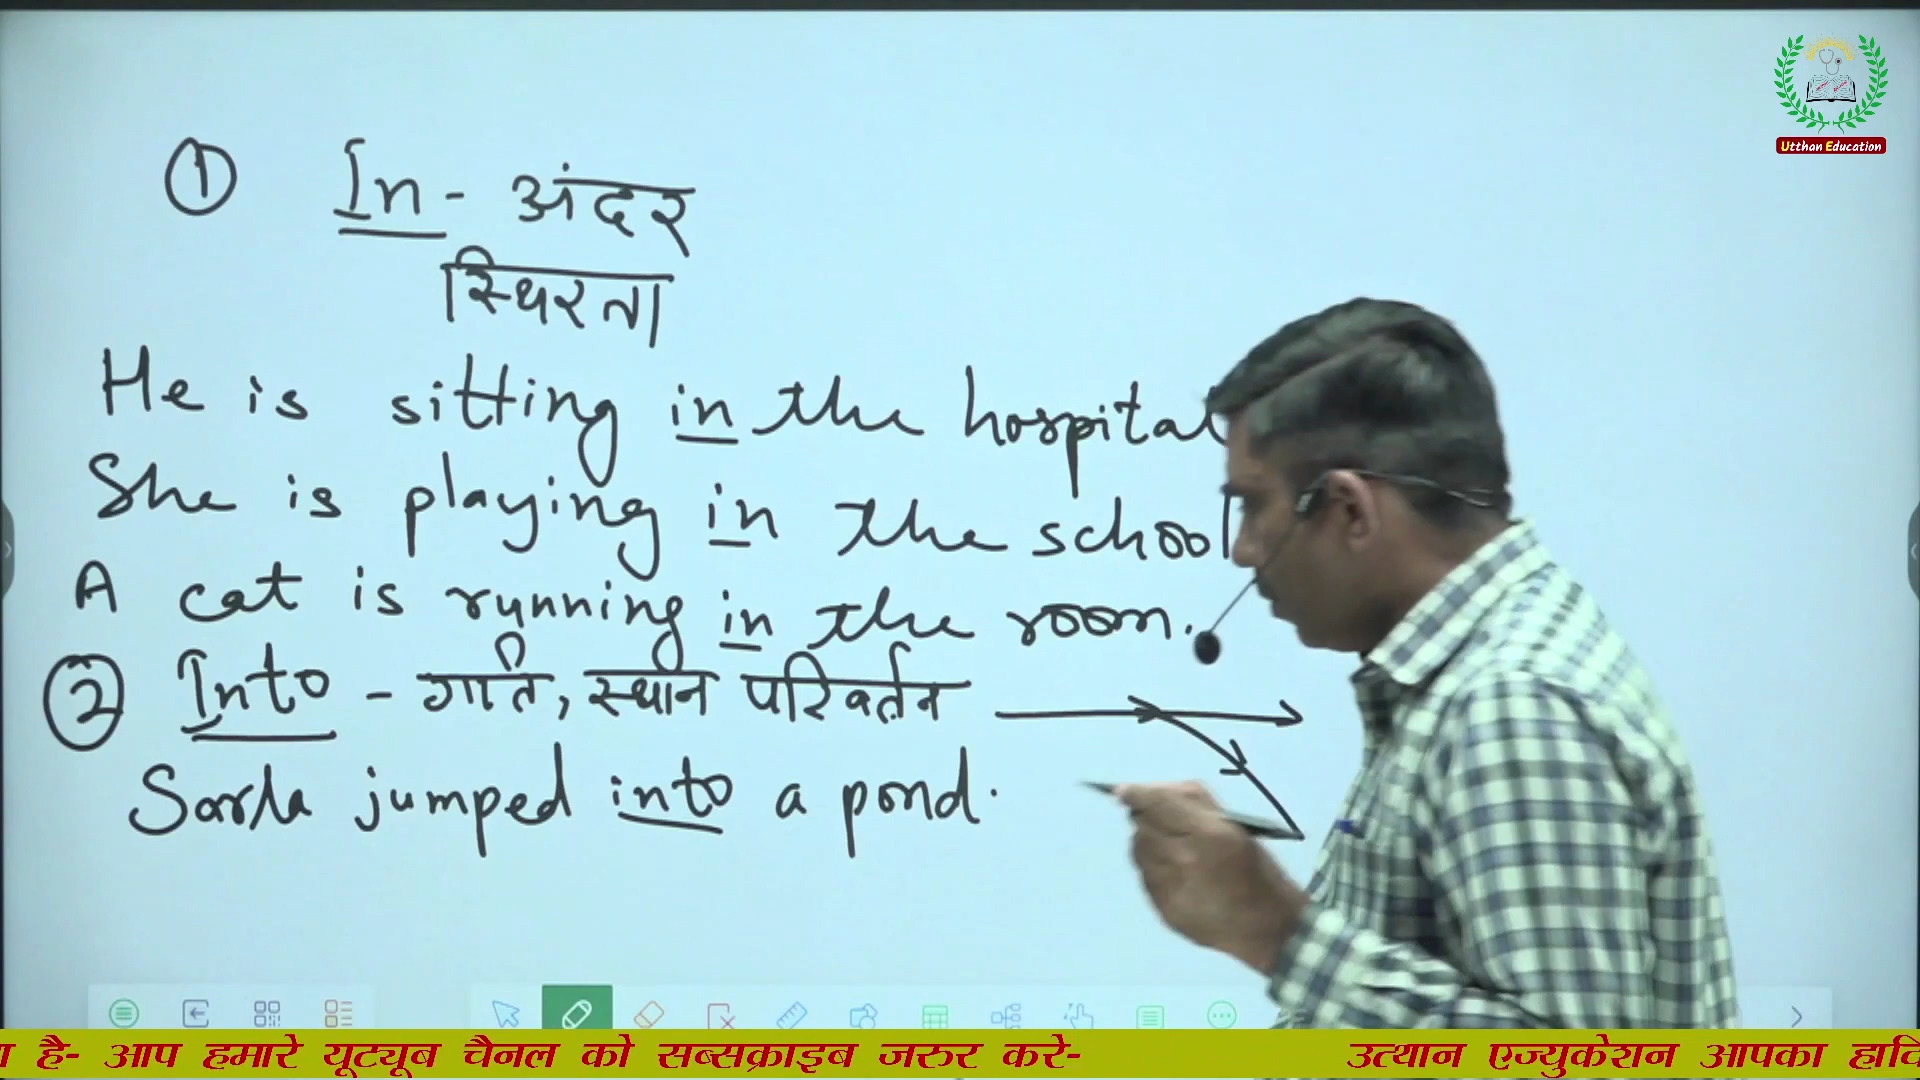 Utthan Education
① In - अंदर
स्थिरता
He is sitting in the hospital
She is playing in the school
A cat is running in the room.
② Into - गति, स्थान परिवर्तन
Sarla jumped into a pond.
है- आप हमारे यूट्यूब चैनल को सब्सक्राइब जरुर करे- उत्थान एज्युकेशन आपका